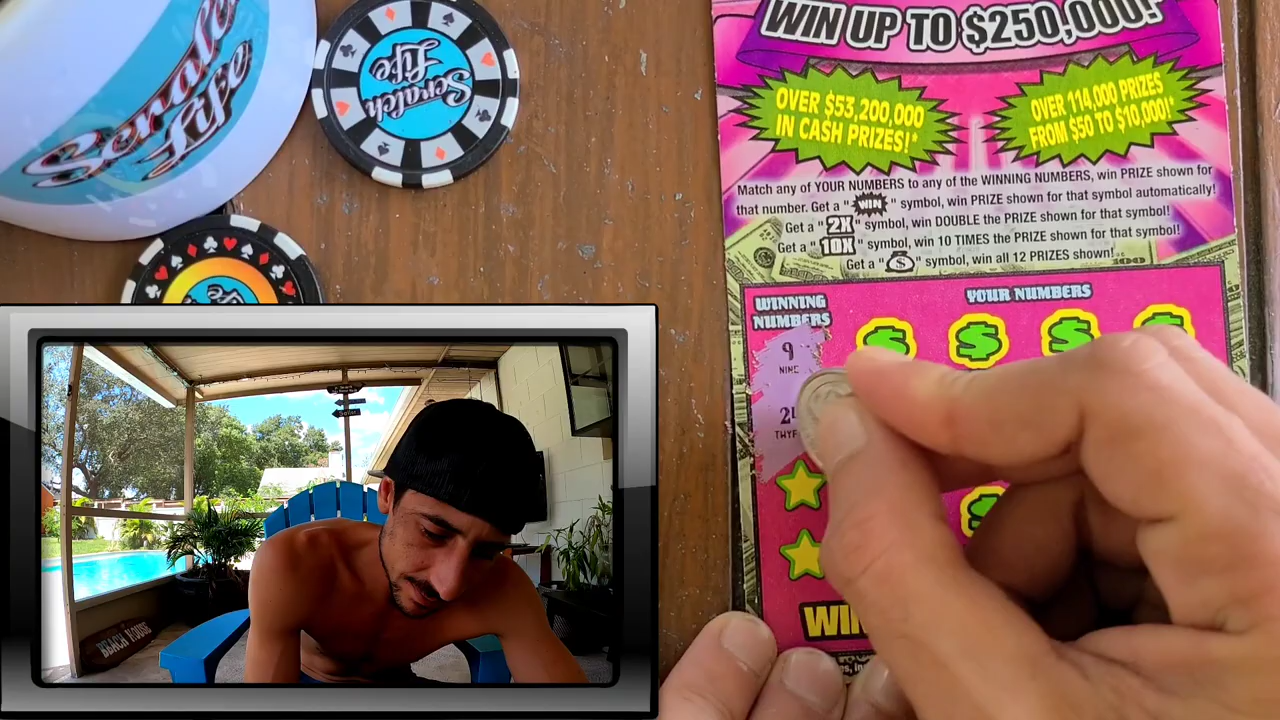 Scratch
Life
Scratch
Life
WIN UP TO $250,000!*
OVER $53,200,000
IN CASH PRIZES!*
OVER 114,000 PRIZES
FROM $50 TO $10,000!*
Match any of YOUR NUMBERS to any of the WINNING NUMBERS, win PRIZE shown for
that number. Get a "WIN" symbol, win PRIZE shown for that symbol automatically!
Get a "2X" symbol, win DOUBLE the PRIZE shown for that symbol!
Get a "10X" symbol, win 10 TIMES the PRIZE shown for that symbol!
Get a " " symbol, win all 12 PRIZES shown!
100
WINNING
NUMBERS
YOUR NUMBERS
9
NINE
BEACH HOUSE